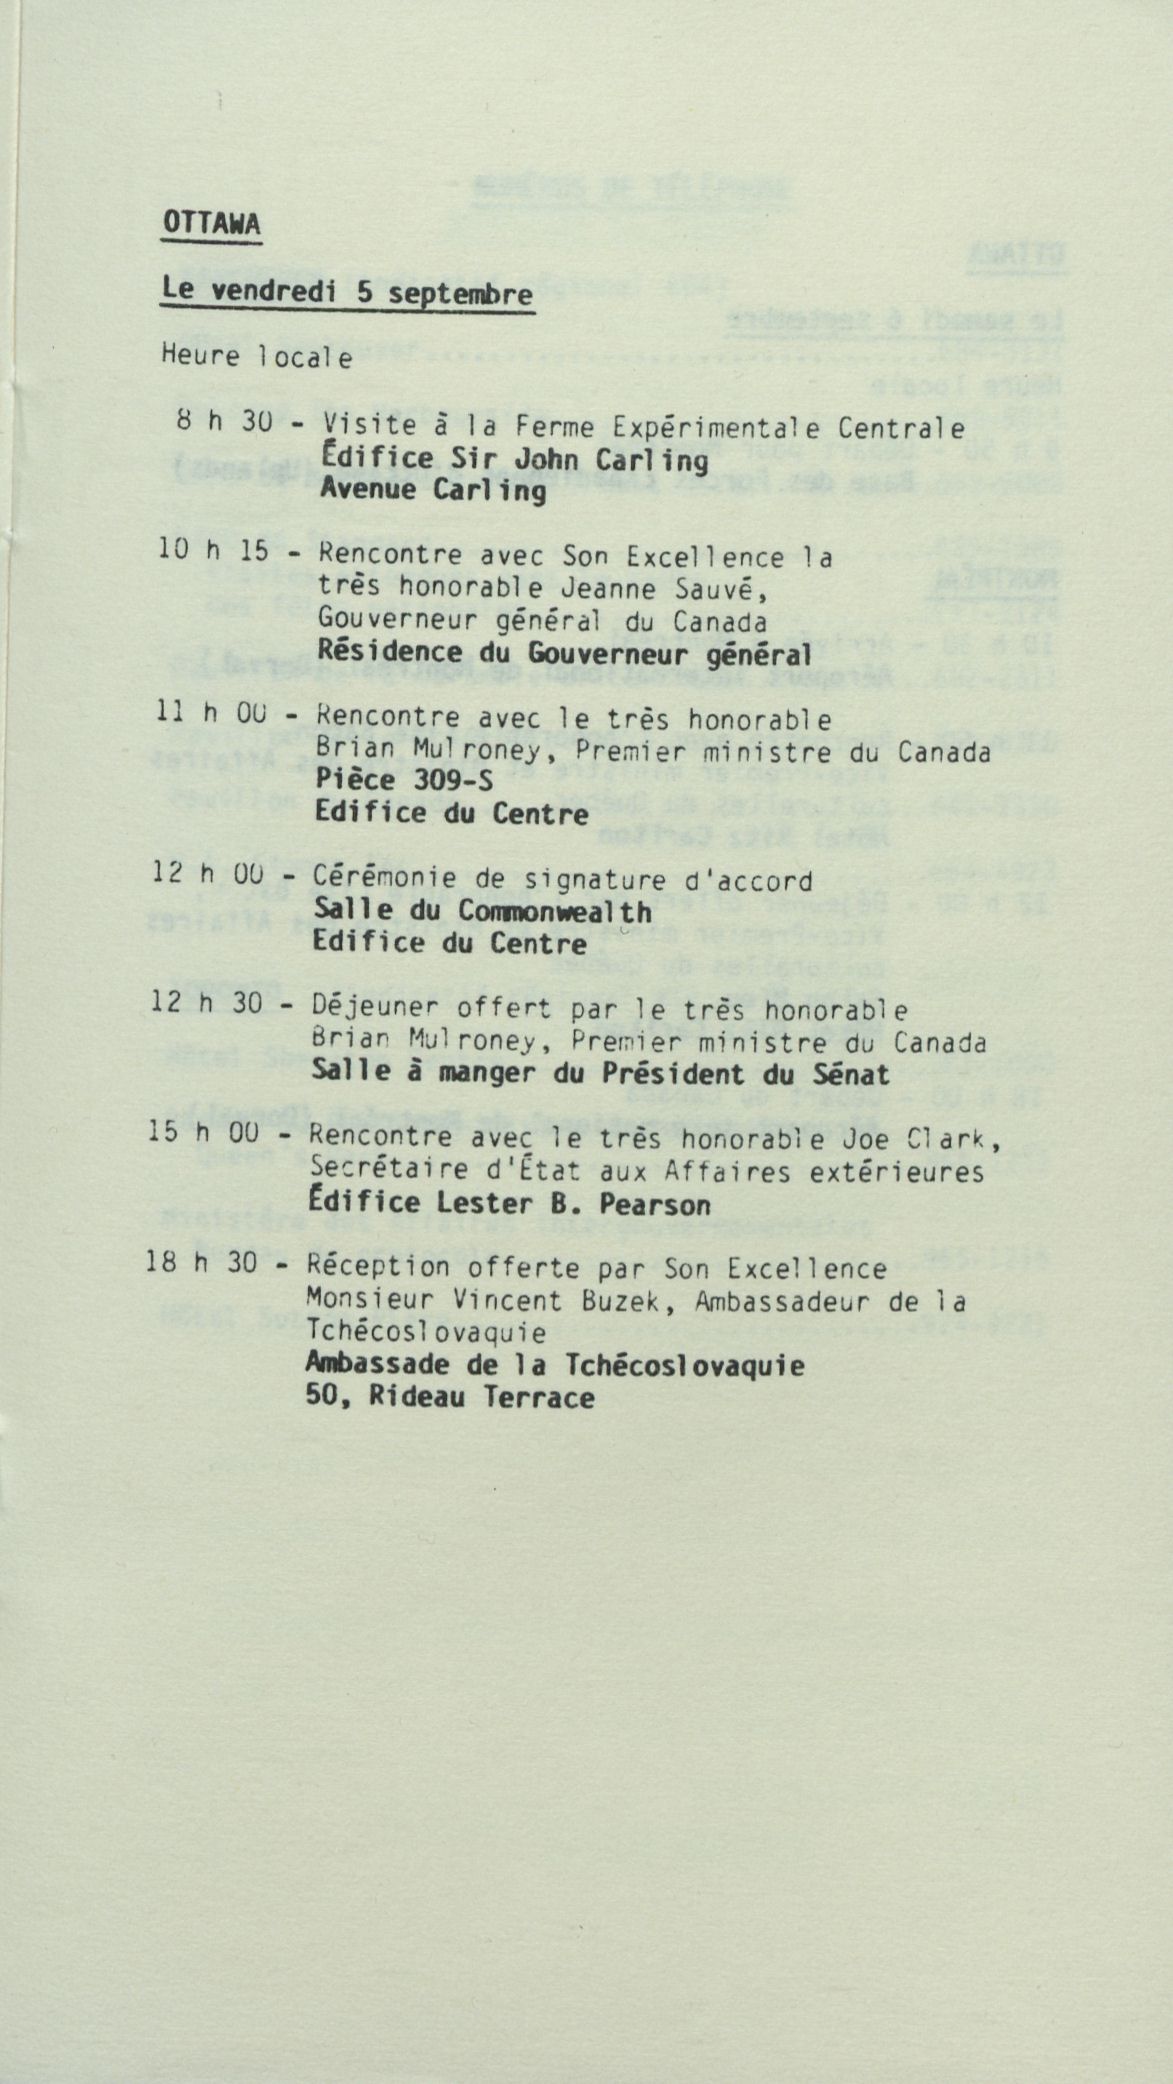 OTTAWA
Le vendredi 5 septembre
Heure locale
8 h 30 - Visite à la Ferme Expérimentale Centrale
Édifice Sir John Carling
Avenue Carling
10 h 15 - Rencontre avec Son Excellence la
très honorable Jeanne Sauvé,
Gouverneur général du Canada
Résidence du Gouverneur général
11 h 00 - Rencontre avec le très honorable
Brian Mulroney, Premier ministre du Canada
Pièce 309-S
Edifice du Centre
12 h 00 - Cérémonie de signature d'accord
Salle du Commonwealth
Edifice du Centre
12 h 30 - Déjeuner offert par le très honorable
Brian Mulroney, Premier ministre du Canada
Salle à manger du Président du Sénat
15 h 00 - Rencontre avec le très honorable Joe Clark,
Secrétaire d'État aux Affaires extérieures
Édifice Lester B. Pearson
18 h 30 - Réception offerte par Son Excellence
Monsieur Vincent Buzek, Ambassadeur de la
Tchécoslovaquie
Ambassade de la Tchécoslovaquie
50, Rideau Terrace